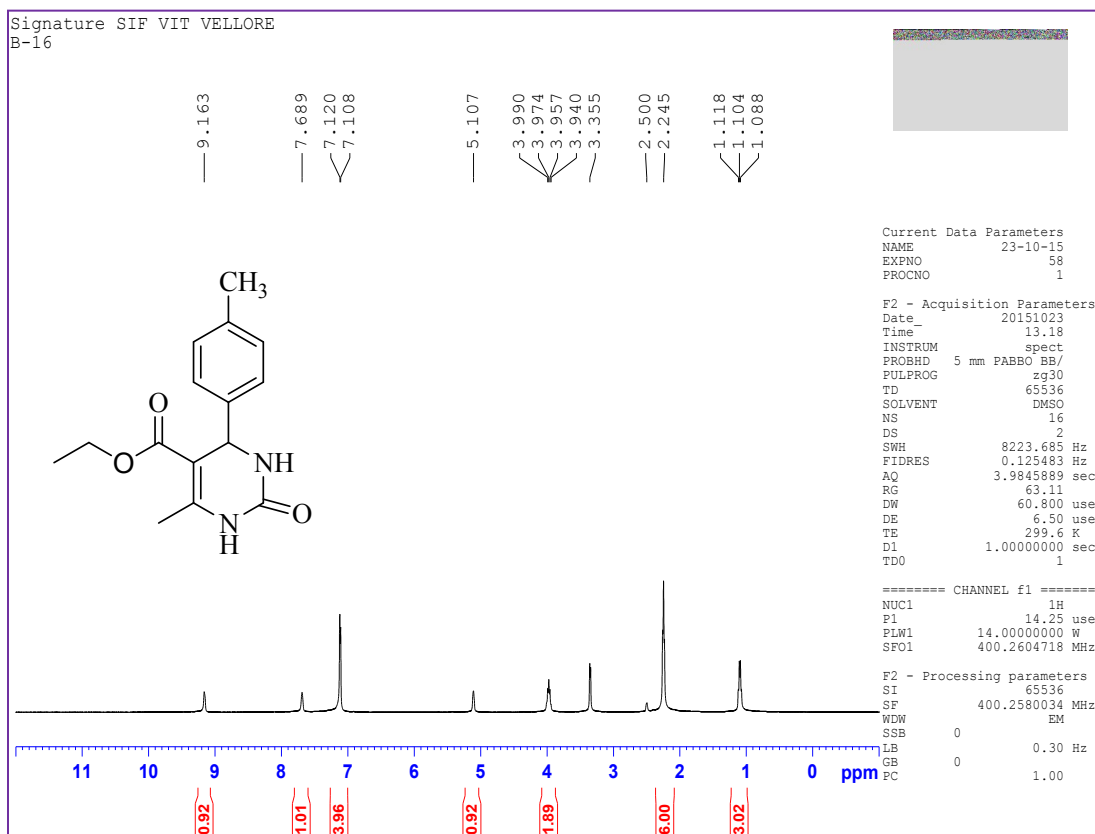 Signature SIF VIT VELLORE
B-16
9.163
7.689
7.120
7.108
5.107
3.990
3.974
3.957
3.940
3.355
2.500
2.245
1.118
1.104
1.088
Current Data Parameters
NAME 23-10-15
EXPNO 58
PROCNO 1
F2 - Acquisition Parameters
Date_ 20151023
Time 13.18
INSTRUM spect
PROBHD 5 mm PABBO BB/
PULPROG zg30
TD 65536
SOLVENT DMSO
NS 16
DS 2
SWH 8223.685 Hz
FIDRES 0.125483 Hz
AQ 3.9845889 sec
RG 63.11
DW 60.800 use
DE 6.50 use
TE 299.6 K
D1 1.00000000 sec
TD0 1
======== CHANNEL f1 =======
NUC1 1H
P1 14.25 use
PLW1 14.00000000 W
SFO1 400.2604718 MHz
F2 - Processing parameters
SI 65536
SF 400.2580034 MHz
WDW EM
SSB 0
LB 0.30 Hz
GB 0
PC 1.00
CH3
O
O
NH
N
H
O
11 10 9 8 7 6 5 4 3 2 1 0 ppm
0.92
1.01
3.96
0.92
1.89
6.00
3.02